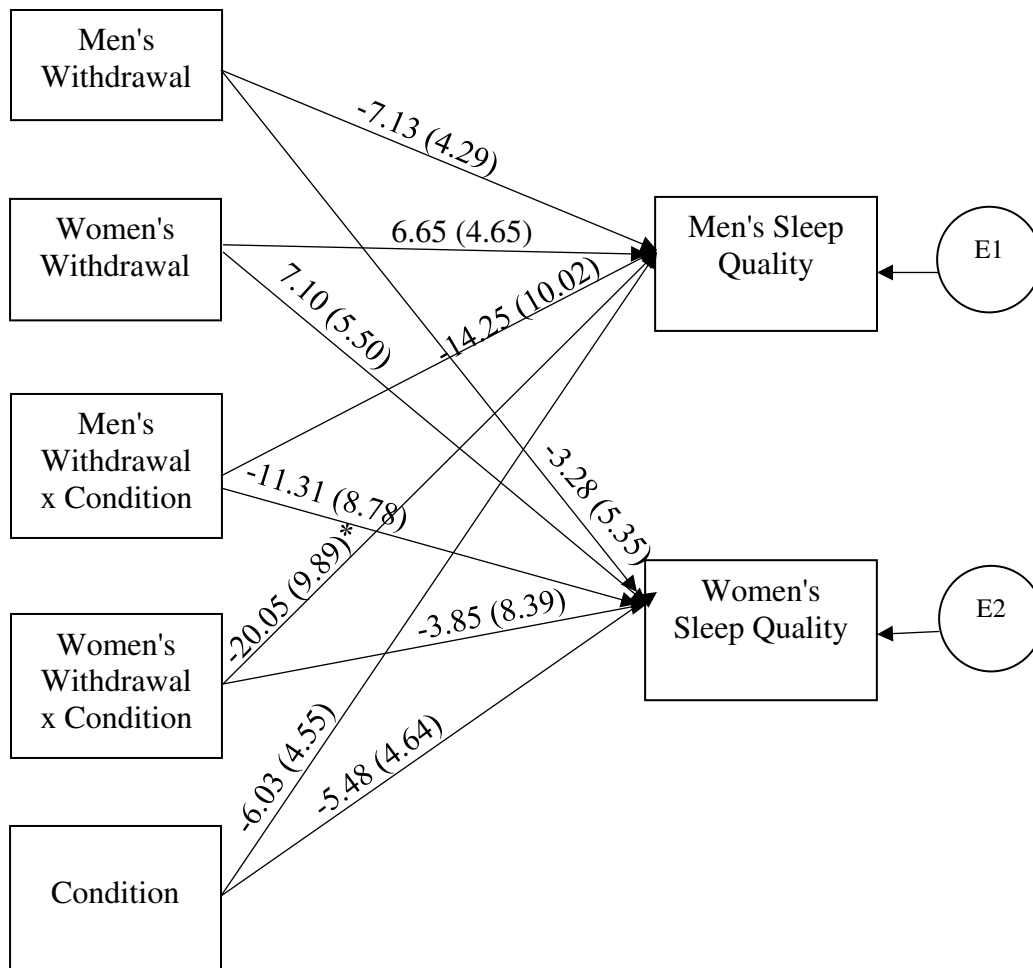 Men's
Withdrawal
-7.13 (4.29)
Women's
Withdrawal
6.65 (4.65)
Men's Sleep
Quality
E1
7.10 (5.50)
-14.25 (10.02)
Men's
Withdrawal
x Condition
-11.31 (8.78)
-3.28 (5.35)
-20.05 (9.89)*
Women's
Sleep Quality
E2
-3.85 (8.39)
Women's
Withdrawal
x Condition
-6.03 (4.55)
-5.48 (4.64)
Condition